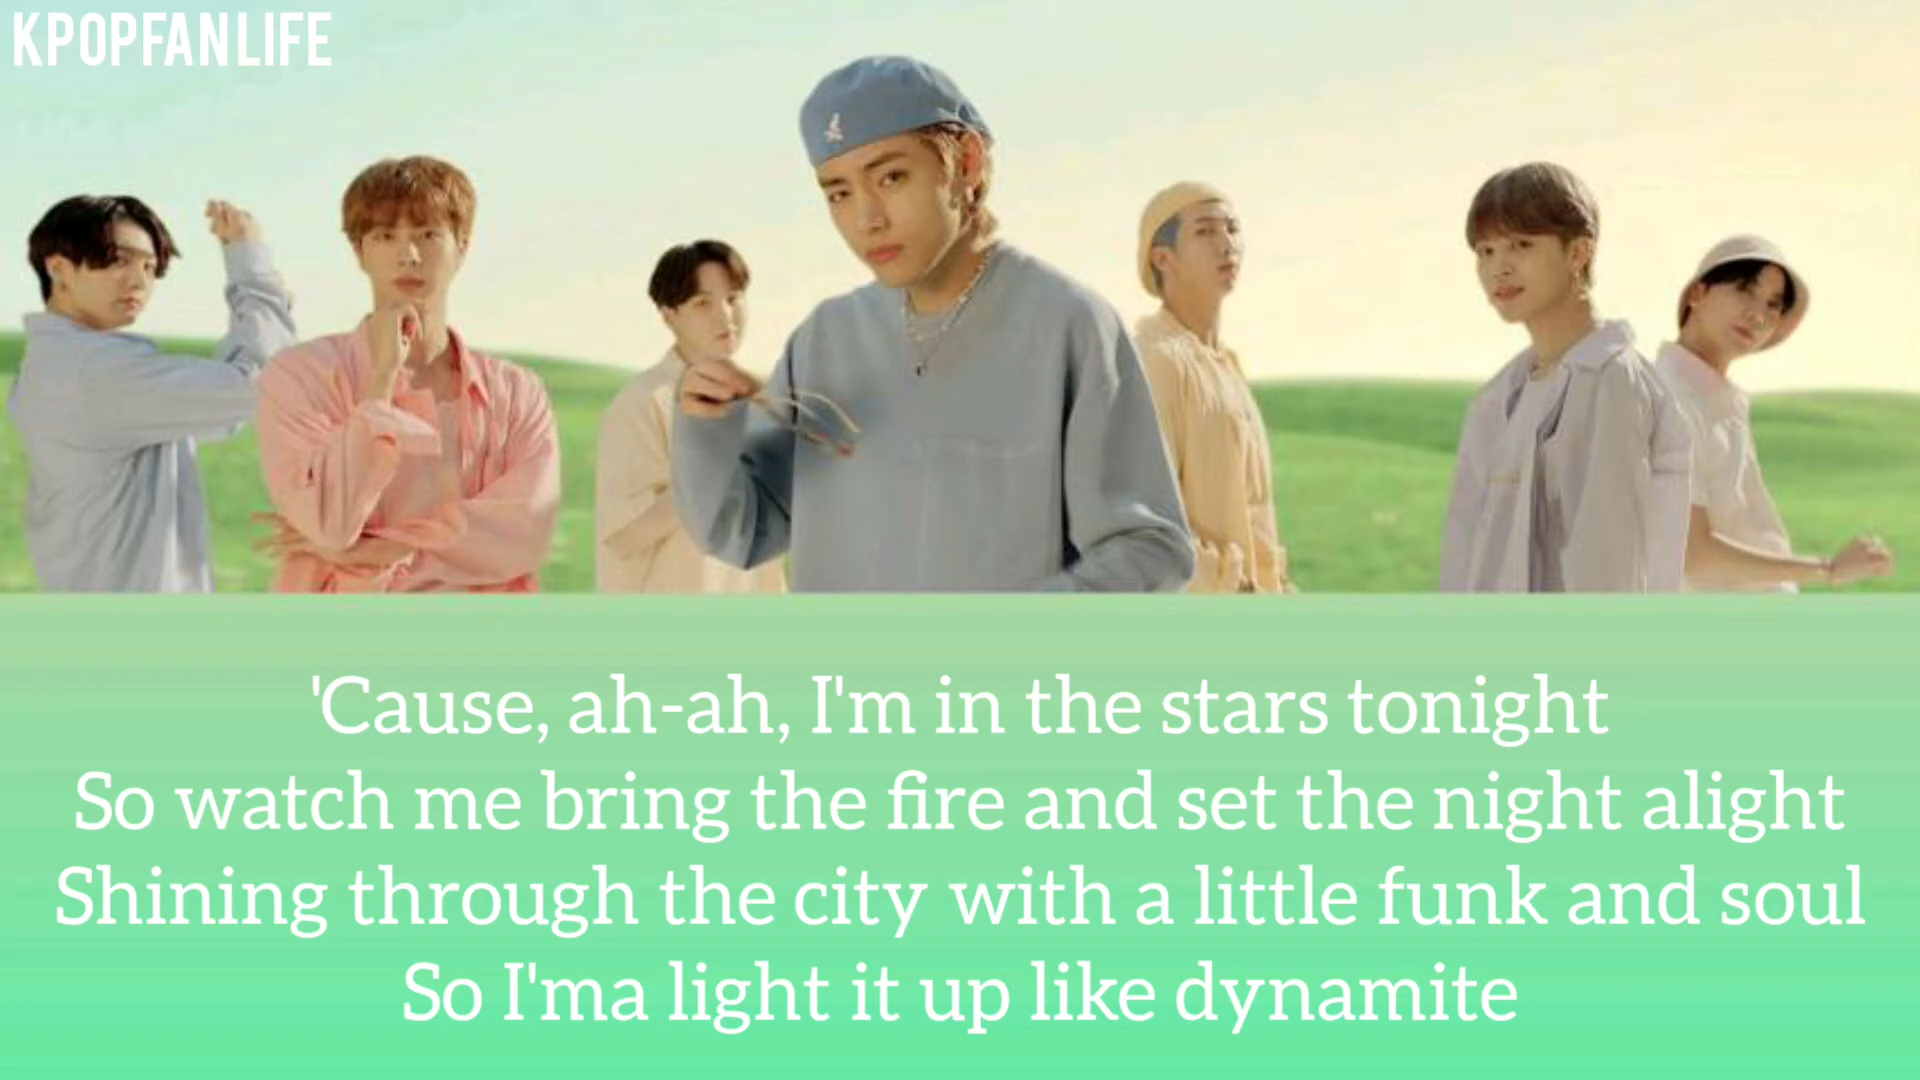 KPOPFANLIFE
'Cause, ah-ah, I'm in the stars tonight
So watch me bring the fire and set the night alight
Shining through the city with a little funk and soul
So I'ma light it up like dynamite